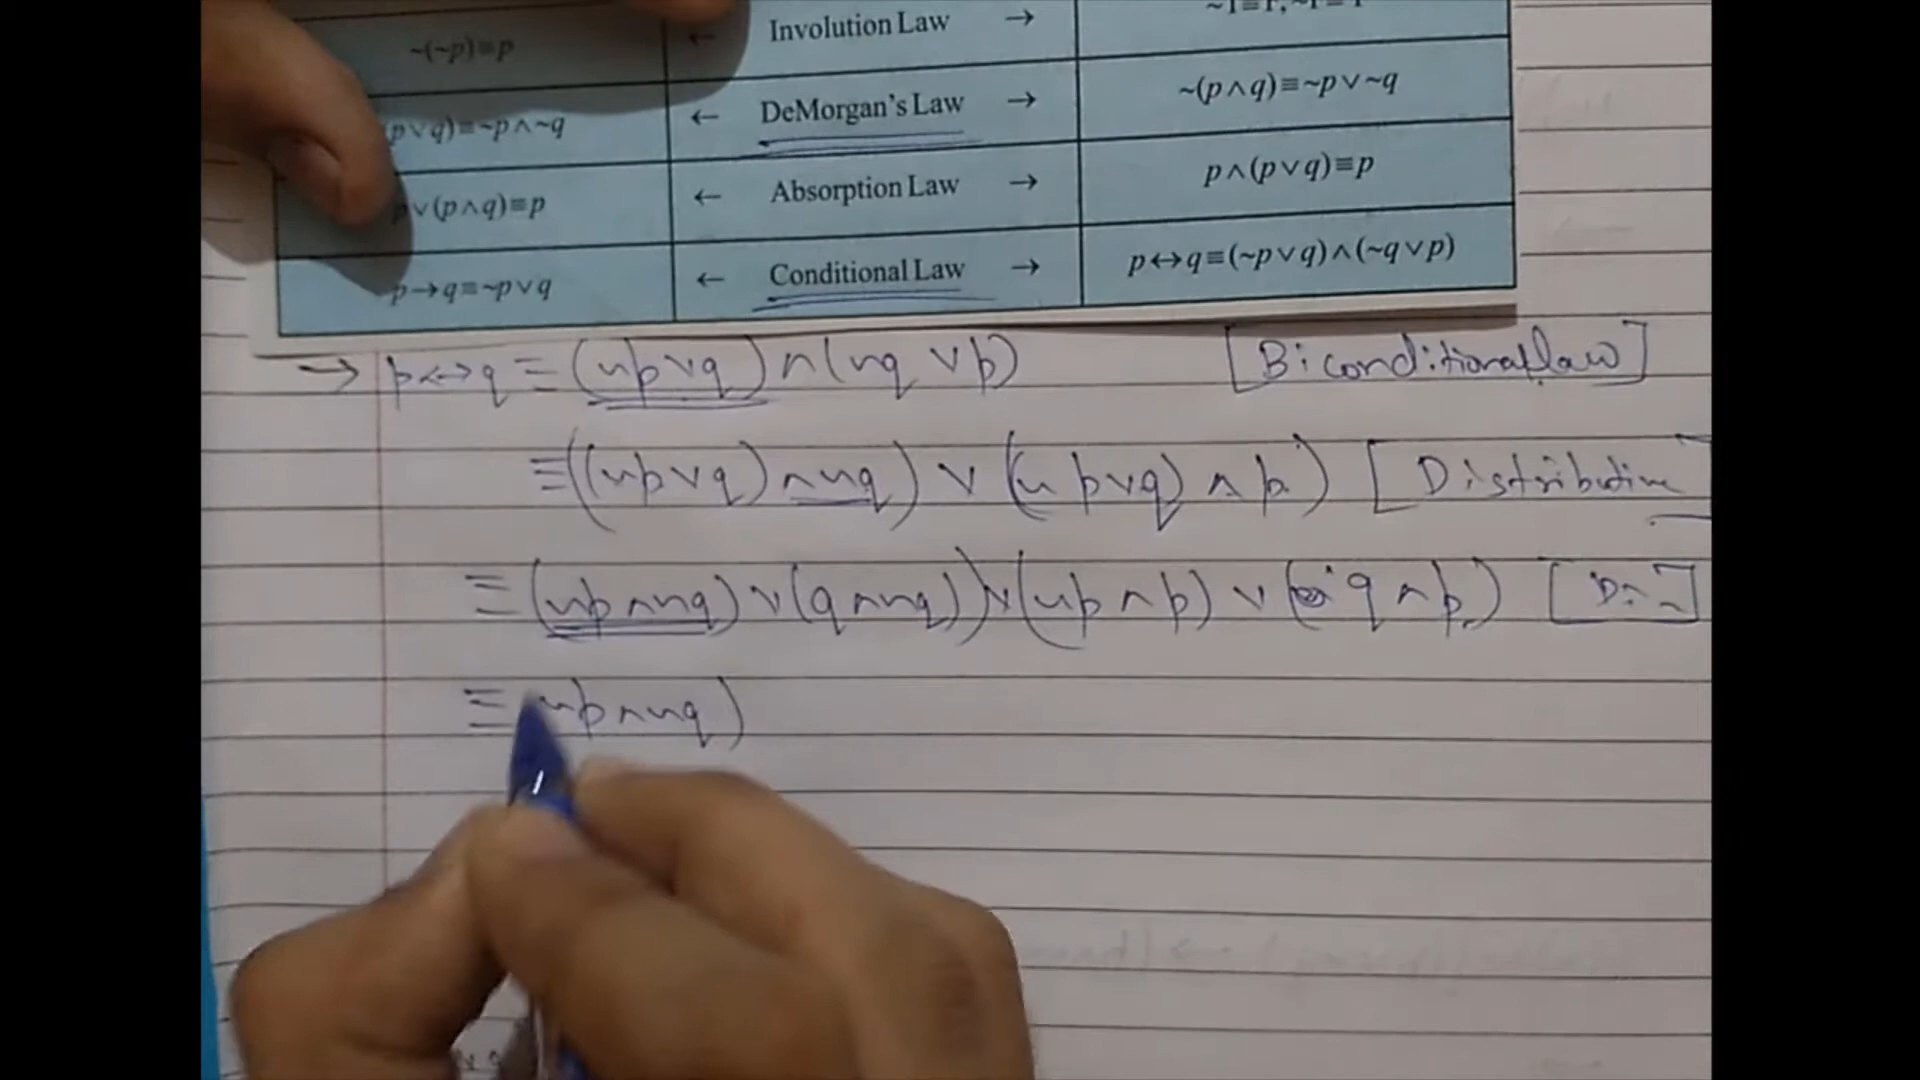 ~(~p)≡p ← Involution Law →
p∨q)≡~p∧~q ← DeMorgan's Law → ~(p∧q)≡~p∨~q
p∨(p∧q)≡p ← Absorption Law → p∧(p∨q)≡p
p→q≡~p∨q ← Conditional Law → p↔q≡(~p∨q)∧(~q∨p)
→ p↔q ≡ (~p∨q)∧(~q∨p) [Biconditional law]
≡((~p∨q)∧~q)∨(~p∨q)∧p) [Distributive
≡(~p∧~q)∨(q∧~q))∨(~p∧p)∨(q∧p)
≡(~p∧~q)